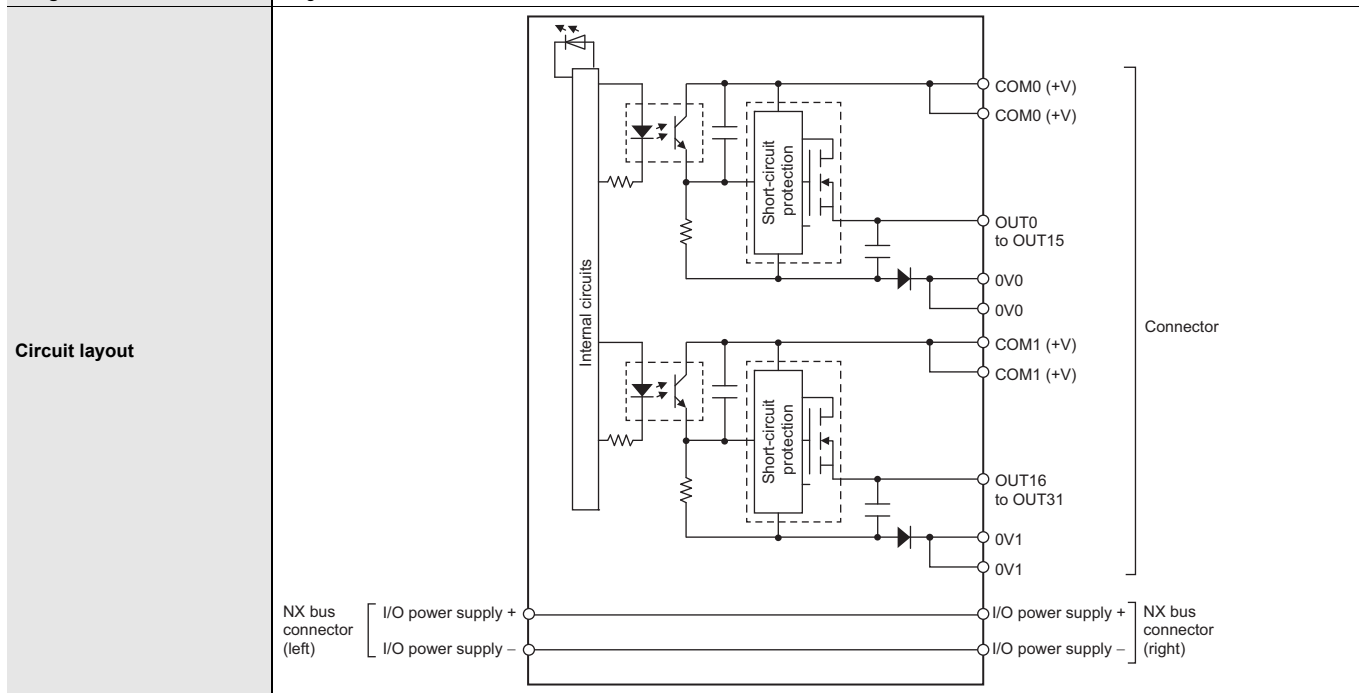 Circuit layout
Internal circuits
Short-circuit
protection
COM0 (+V)
COM0 (+V)
OUT0
to OUT15
0V0
0V0
Short-circuit
protection
COM1 (+V)
COM1 (+V)
OUT16
to OUT31
0V1
0V1
Connector
NX bus
connector
(left)
I/O power supply +
I/O power supply –
I/O power supply +
I/O power supply –
NX bus
connector
(right)